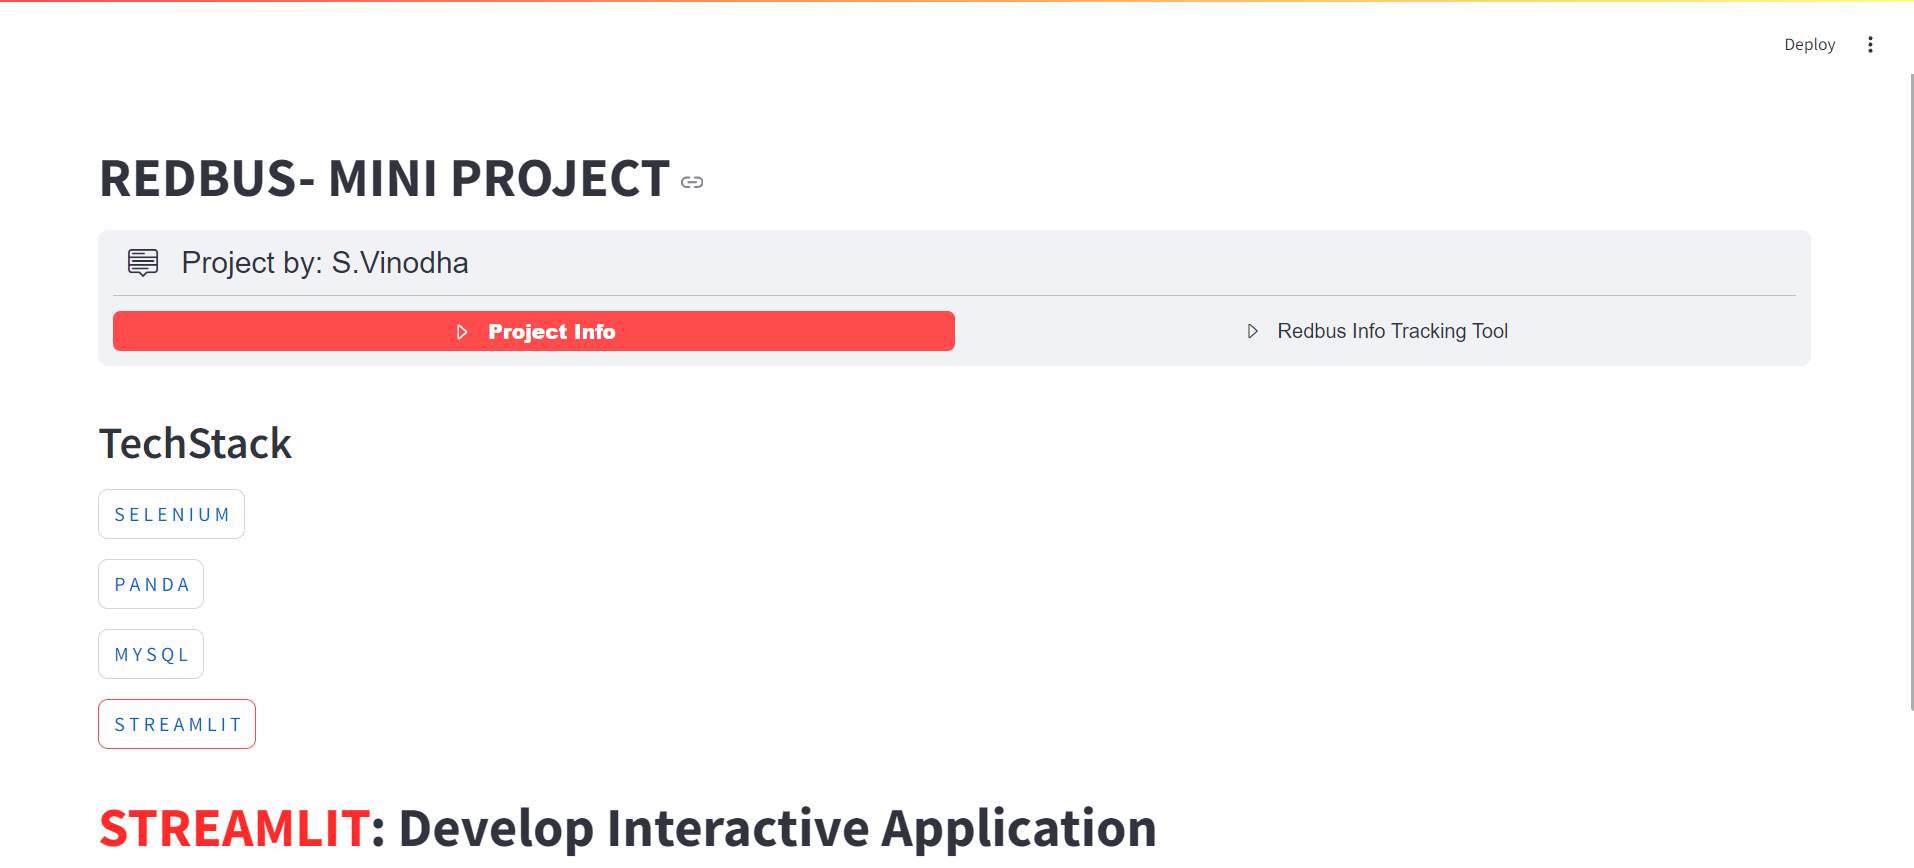 Deploy
REDBUS- MINI PROJECT
Project by: S.Vinodha
Project Info
Redbus Info Tracking Tool
TechStack
SELENIUM
PANDA
MYSQL
STREAMLIT
STREAMLIT: Develop Interactive Application